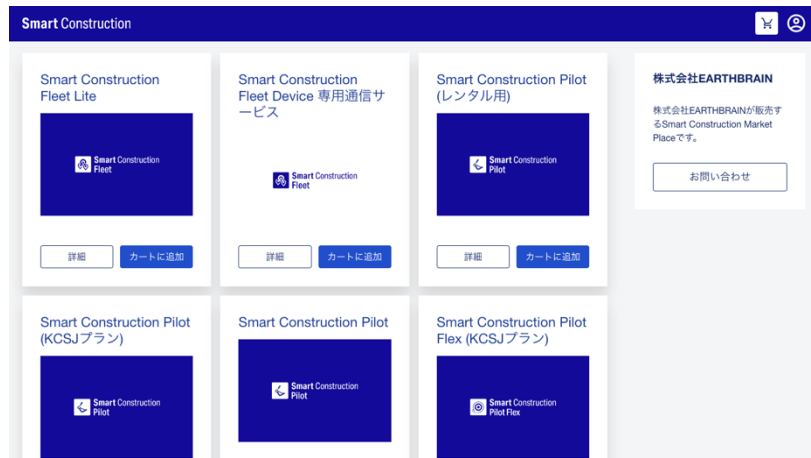 Smart Construction
Smart Construction
Fleet Lite
Smart Construction
Fleet
詳細
カートに追加
Smart Construction
Fleet Device 専用通信サ
ービス
Smart Construction
Fleet
詳細
カートに追加
Smart Construction Pilot
(レンタル用)
Smart Construction
Pilot
詳細
カートに追加
株式会社EARTHBRAIN
株式会社EARTHBRAINが販売す
るSmart Construction Market
Placeです。
お問い合わせ
Smart Construction Pilot
(KCSJプラン)
Smart Construction
Pilot
Smart Construction Pilot
Smart Construction
Pilot
Smart Construction Pilot
Flex (KCSJプラン)
Smart Construction
Pilot Flex